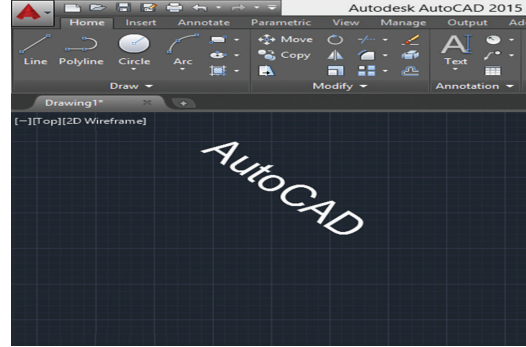 Autodesk AutoCAD 2015
Home Insert Annotate Parametric View Manage Output Ad
Line Polyline Circle Arc Move Copy Text
Draw Modify Annotation
Drawing1*
[−][Top][2D Wireframe]
AutoCAD